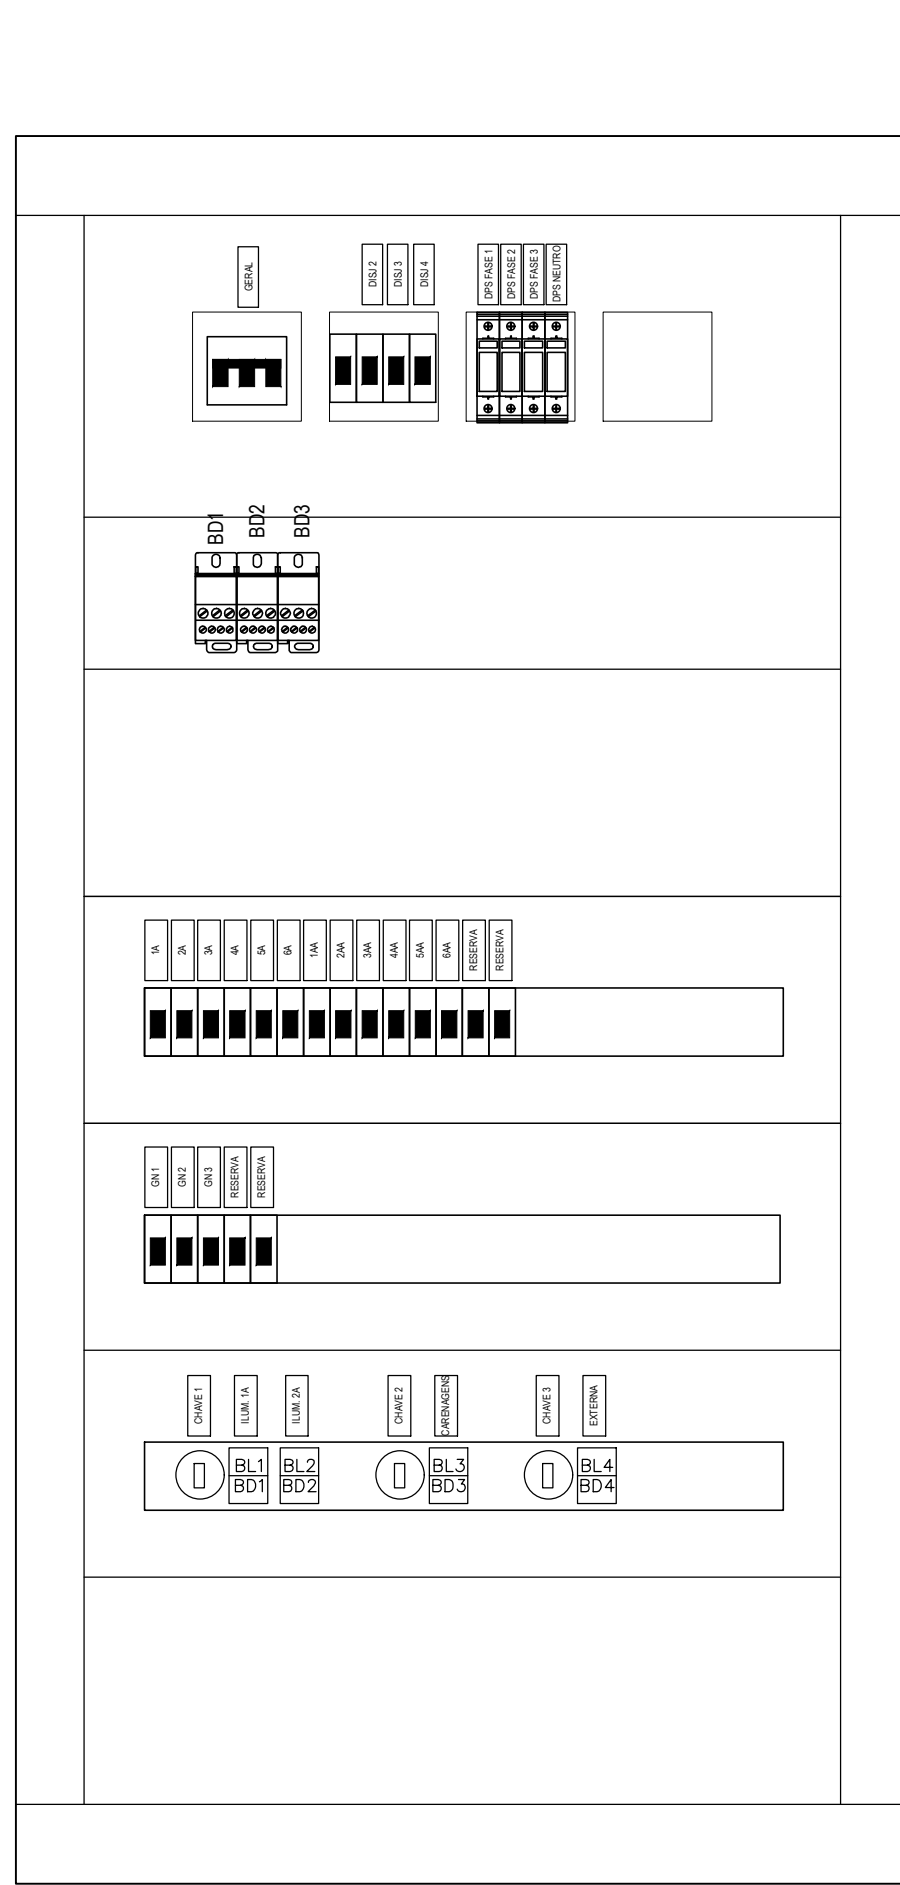 GERAL
DISJ 2
DISJ 3
DISJ 4
DPS FASE 1
DPS FASE 2
DPS FASE 3
DPS NEUTRO
BD1
BD2
BD3
1A
2A
3A
4A
5A
6A
1AA
2AA
3AA
4AA
5AA
6AA
RESERVA
RESERVA
GN 1
GN 2
GN 3
RESERVA
RESERVA
CHAVE 1
ILUM. 1A
ILUM. 2A
CHAVE 2
CARENAGENS
CHAVE 3
EXTERNA
BL1
BD1
BL2
BD2
BL3
BD3
BL4
BD4